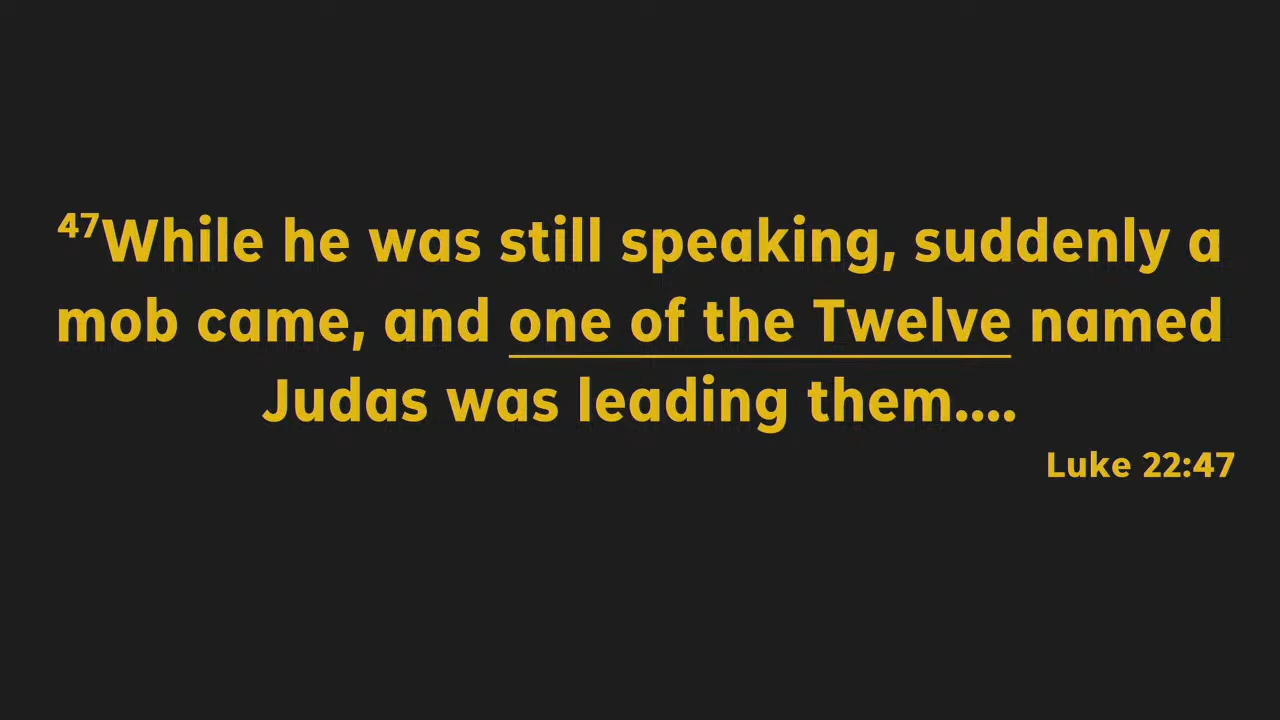 ⁴⁷While he was still speaking, suddenly a
mob came, and one of the Twelve named
Judas was leading them....
Luke 22:47